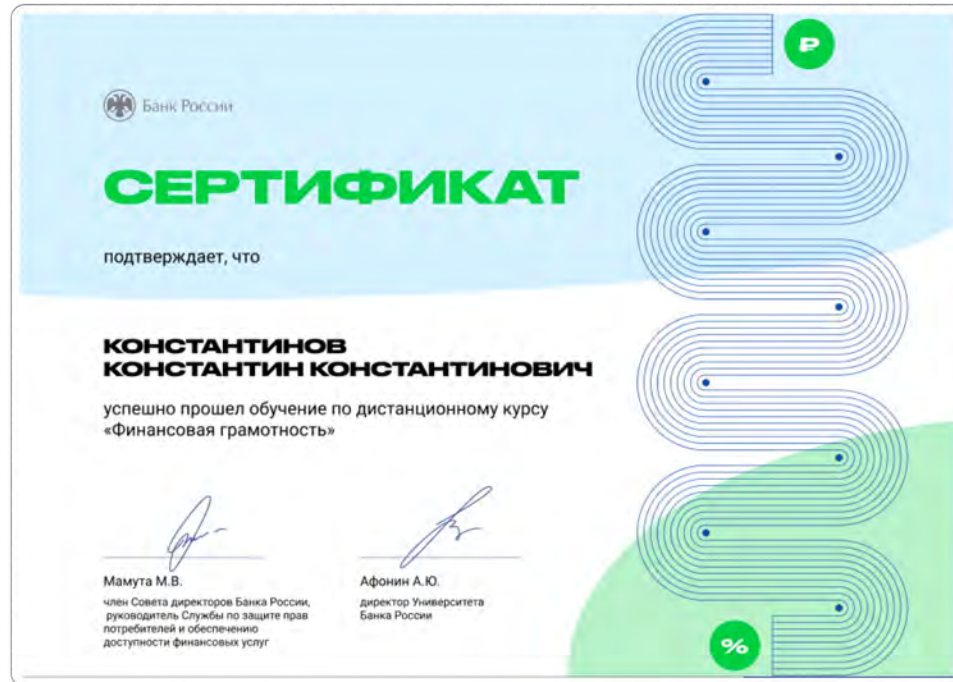 ₽
Банк России
СЕРТИФИКАТ
подтверждает, что
КОНСТАНТИНОВ
КОНСТАНТИН КОНСТАНТИНОВИЧ
успешно прошел обучение по дистанционному курсу
«Финансовая грамотность»
Мамута М.В.
член Совета директоров Банка России,
руководитель Службы по защите прав
потребителей и обеспечению
доступности финансовых услуг
Афонин А.Ю.
директор Университета
Банка России
%